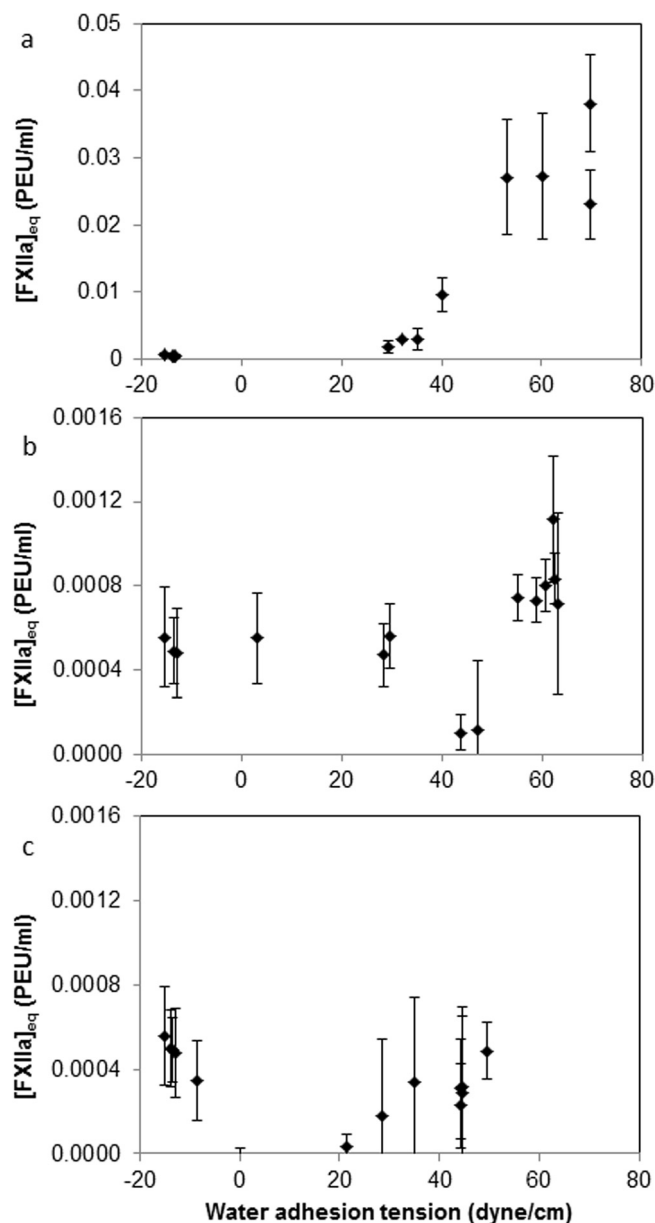 a
[FXIIa]eq (PEU/ml)
0.05
0.04
0.03
0.02
0.01
0
-20 0 20 40 60 80
b
[FXIIa]eq (PEU/ml)
0.0016
0.0012
0.0008
0.0004
0.0000
-20 0 20 40 60 80
c
[FXIIa]eq (PEU/ml)
0.0016
0.0012
0.0008
0.0004
0.0000
-20 0 20 40 60 80
Water adhesion tension (dyne/cm)